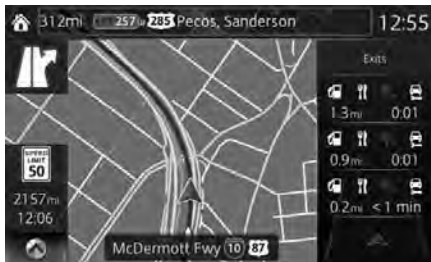 312mi 257 285 Pecos, Sanderson 12:55
Exits
1.3mi 0:01
SPEED LIMIT 50
0.9mi 0:01
2157mi
12:06
0.2mi < 1 min
McDermott Fwy 10 87